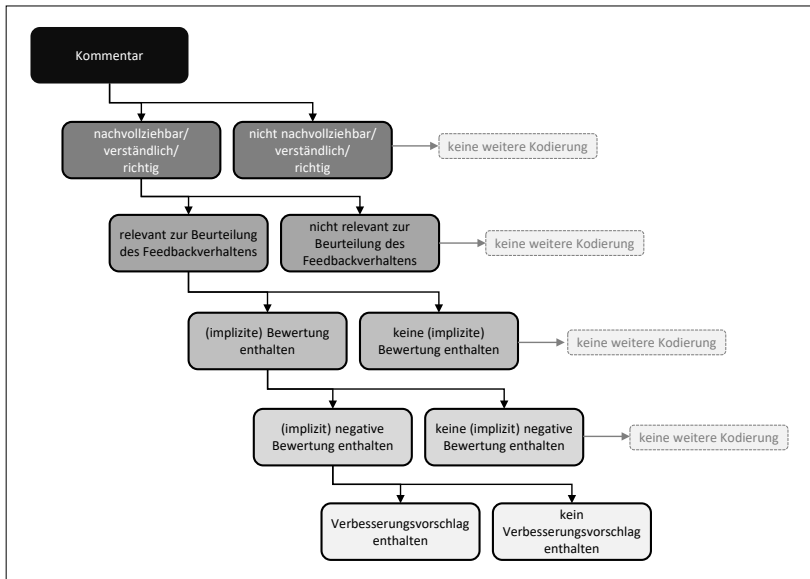 Kommentar
nachvollziehbar/
verständlich/
richtig
nicht nachvollziehbar/
verständlich/
richtig
keine weitere Kodierung
relevant zur Beurteilung
des Feedbackverhaltens
nicht relevant zur
Beurteilung des
Feedbackverhaltens
keine weitere Kodierung
(implizite) Bewertung
enthalten
keine (implizite)
Bewertung enthalten
keine weitere Kodierung
(implizit) negative
Bewertung enthalten
keine (implizit) negative
Bewertung enthalten
keine weitere Kodierung
Verbesserungsvorschlag
enthalten
kein
Verbesserungsvorschlag
enthalten